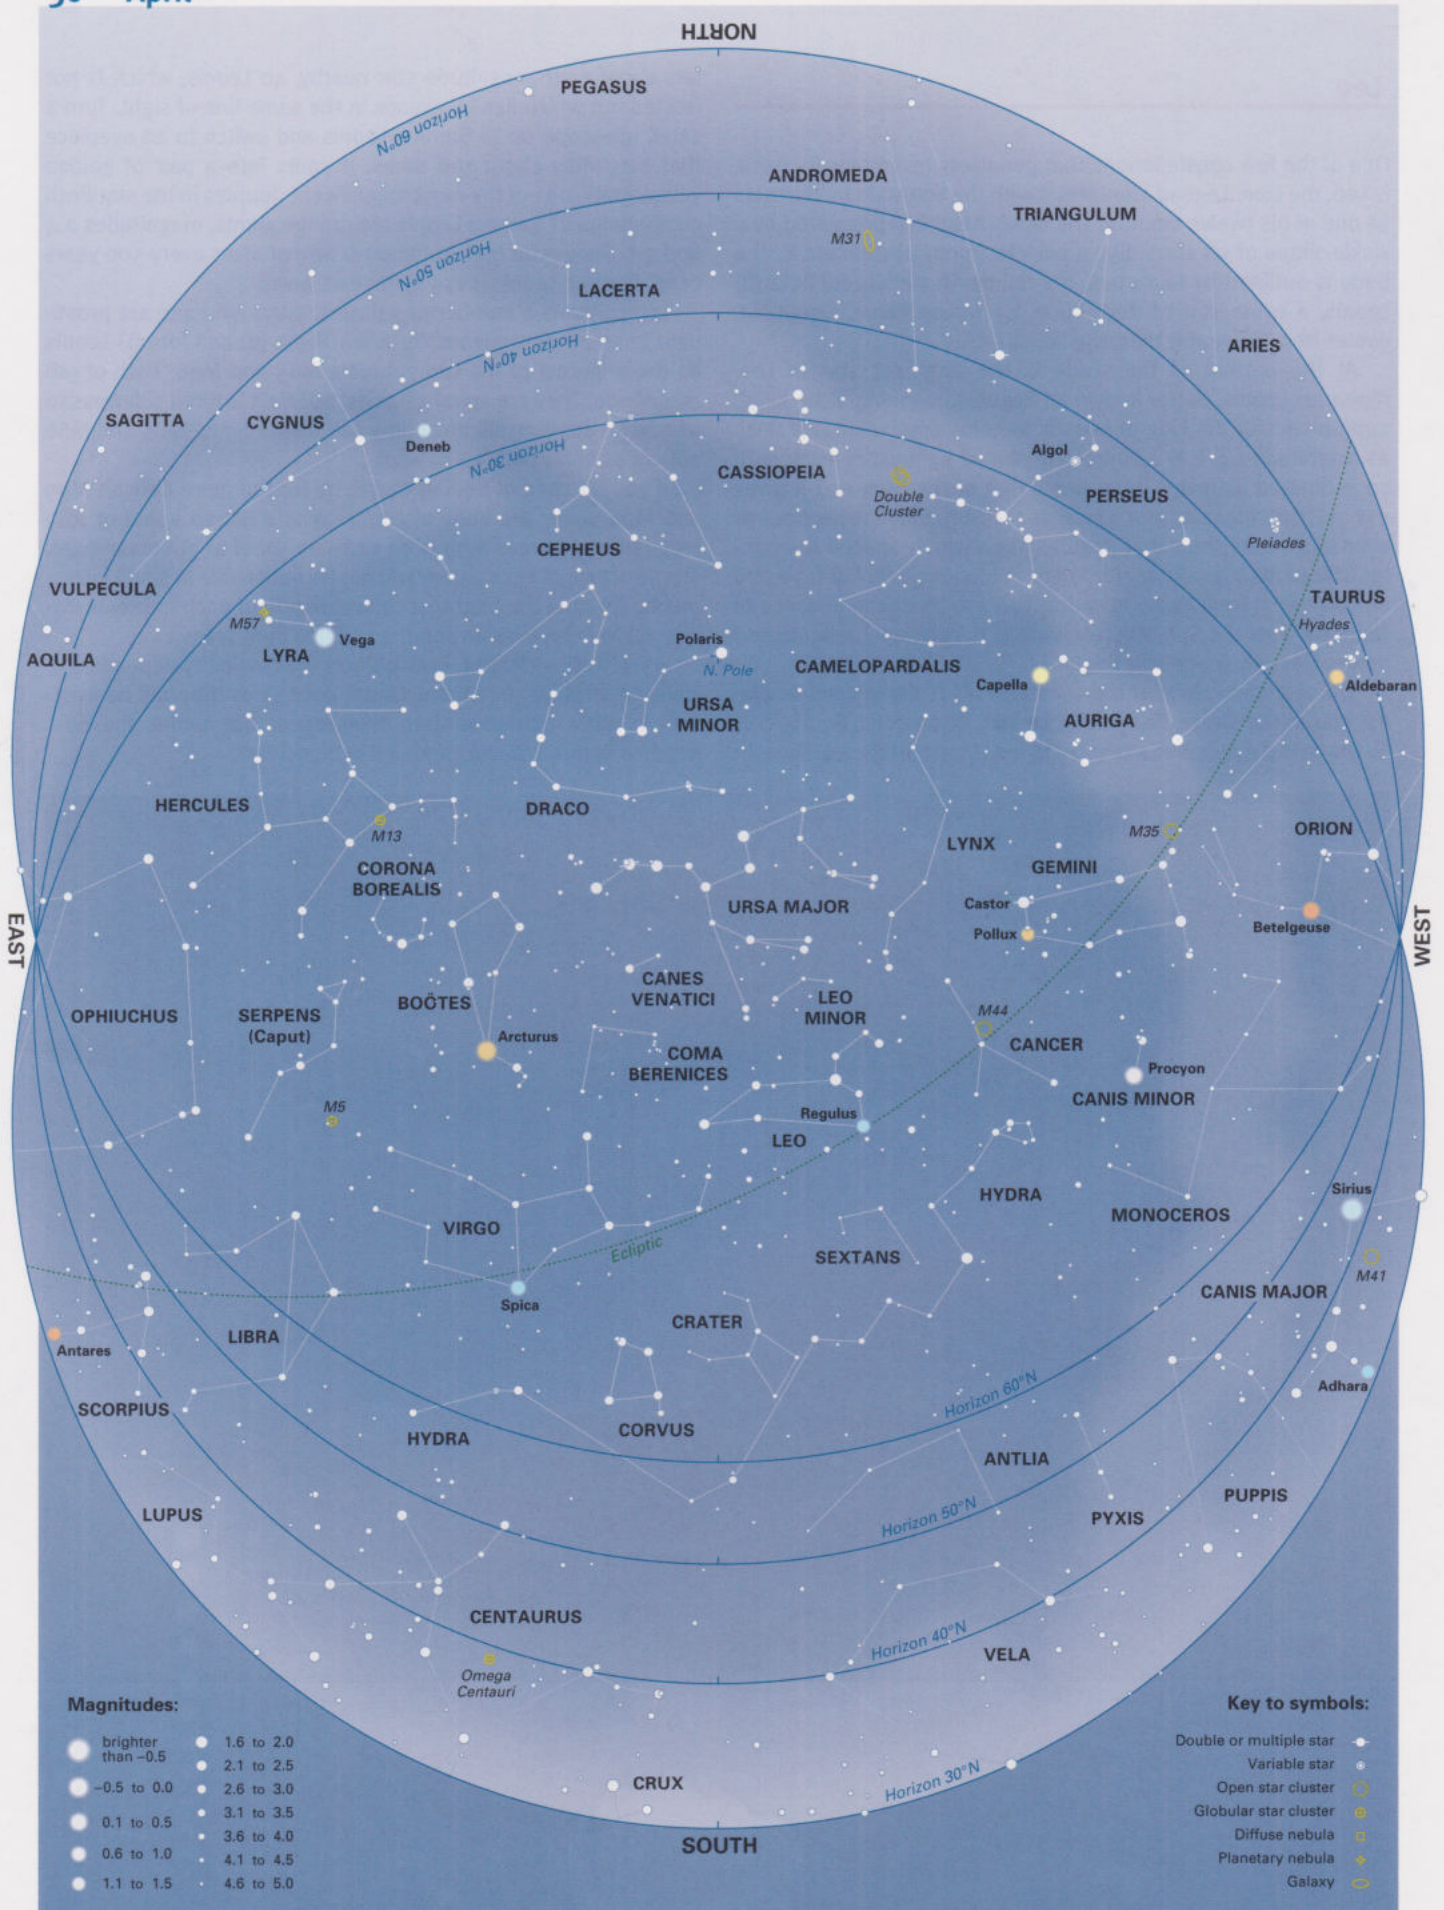 April
NORTH
PEGASUS
Horizon 60°N
ANDROMEDA
TRIANGULUM
M31
Horizon 50°N
LACERTA
Horizon 40°N
ARIES
SAGITTA
CYGNUS
Deneb
Horizon 30°N
CASSIOPEIA
Algol
Double
Cluster
PERSEUS
Pleiades
CEPHEUS
VULPECULA
TAURUS
M57
Hyades
Vega
LYRA
AQUILA
Polaris
N. Pole
CAMELOPARDALIS
Capella
Aldebaran
URSA
MINOR
AURIGA
HERCULES
DRACO
M13
M35
ORION
LYNX
CORONA
BOREALIS
GEMINI
Castor
URSA MAJOR
Pollux
Betelgeuse
EAST
WEST
CANES
VENATICI
LEO
MINOR
BOÖTES
OPHIUCHUS
SERPENS
(Caput)
M44
Arcturus
CANCER
COMA
BERENICES
Procyon
CANIS MINOR
M5
Regulus
LEO
HYDRA
Sirius
MONOCEROS
VIRGO
Ecliptic
SEXTANS
M41
CANIS MAJOR
Spica
CRATER
LIBRA
Antares
Adhara
SCORPIUS
Horizon 60°N
CORVUS
HYDRA
ANTLIA
PUPPIS
LUPUS
Horizon 50°N
PYXIS
CENTAURUS
Horizon 40°N
VELA
Omega
Centauri
CRUX
Horizon 30°N
SOUTH
Magnitudes:
brighter
than –0.5
–0.5 to 0.0
0.1 to 0.5
0.6 to 1.0
1.1 to 1.5
1.6 to 2.0
2.1 to 2.5
2.6 to 3.0
3.1 to 3.5
3.6 to 4.0
4.1 to 4.5
4.6 to 5.0
Key to symbols:
Double or multiple star
Variable star
Open star cluster
Globular star cluster
Diffuse nebula
Planetary nebula
Galaxy